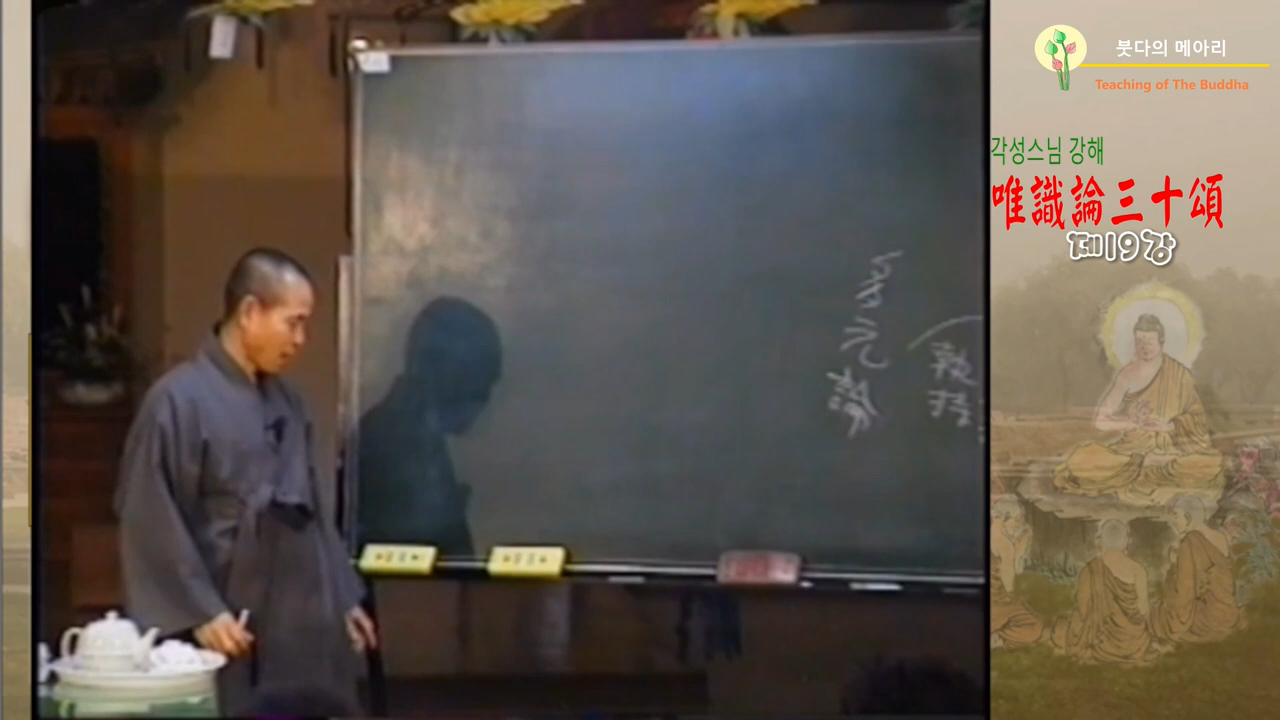 붓다의 메아리
Teaching of The Buddha
각성스님 강해
唯識論三十頌
제19강